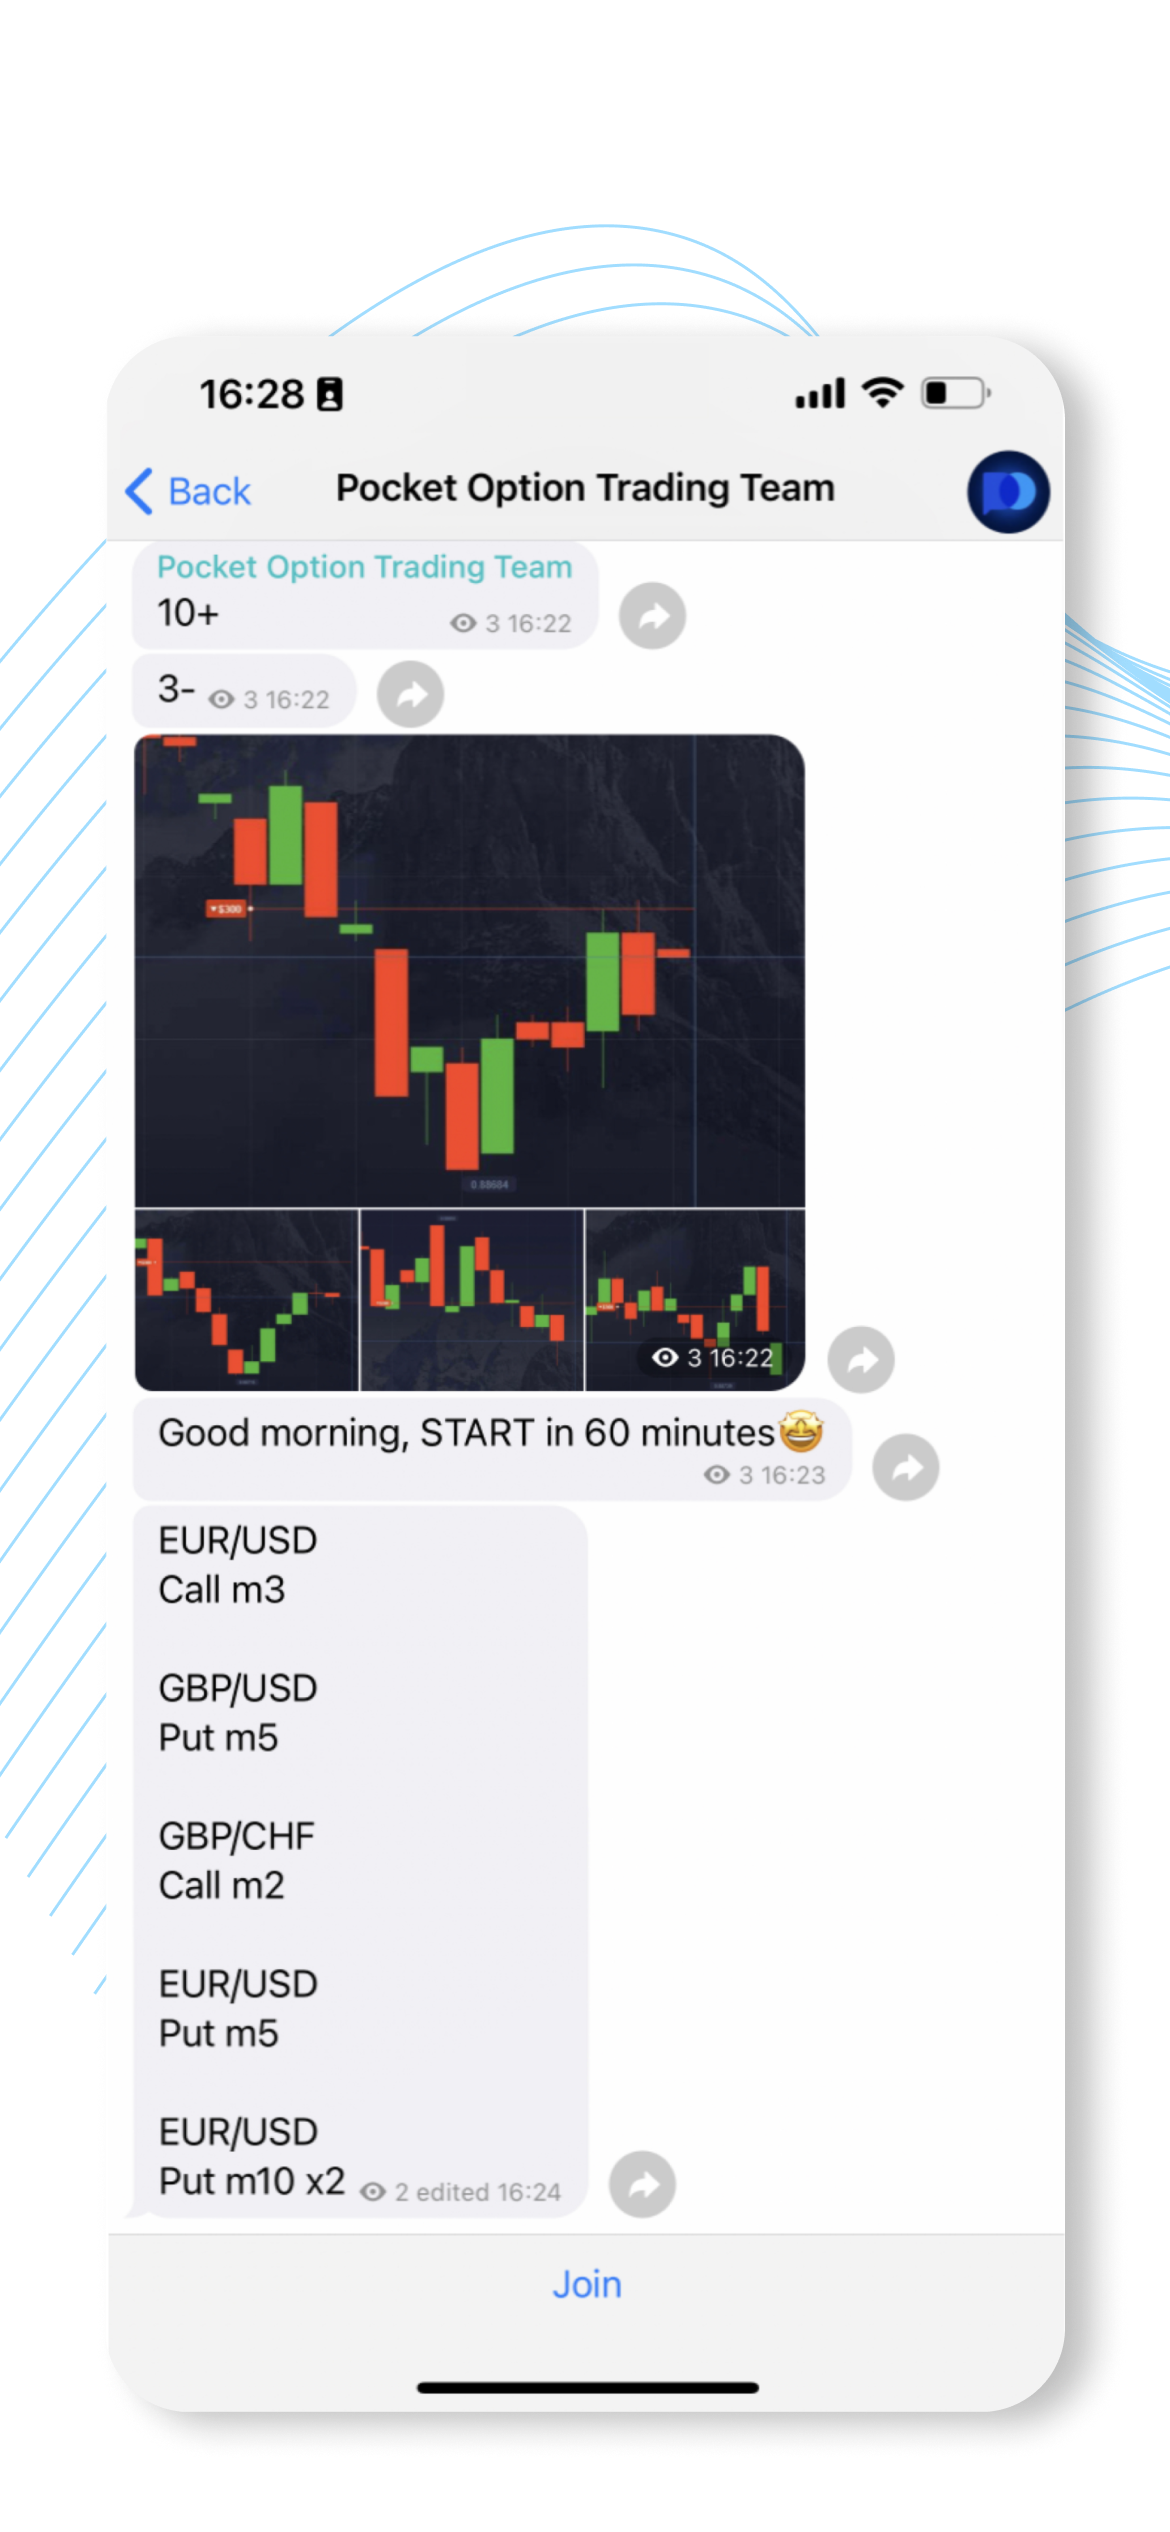 16:28
Back
Pocket Option Trading Team
Pocket Option Trading Team
10+
3 16:22
3-
3 16:22
$300
0.88684
3 16:22
Good morning, START in 60 minutes🤩
3 16:23
EUR/USD
Call m3
GBP/USD
Put m5
GBP/CHF
Call m2
EUR/USD
Put m5
EUR/USD
Put m10 x2
2 edited 16:24
Join